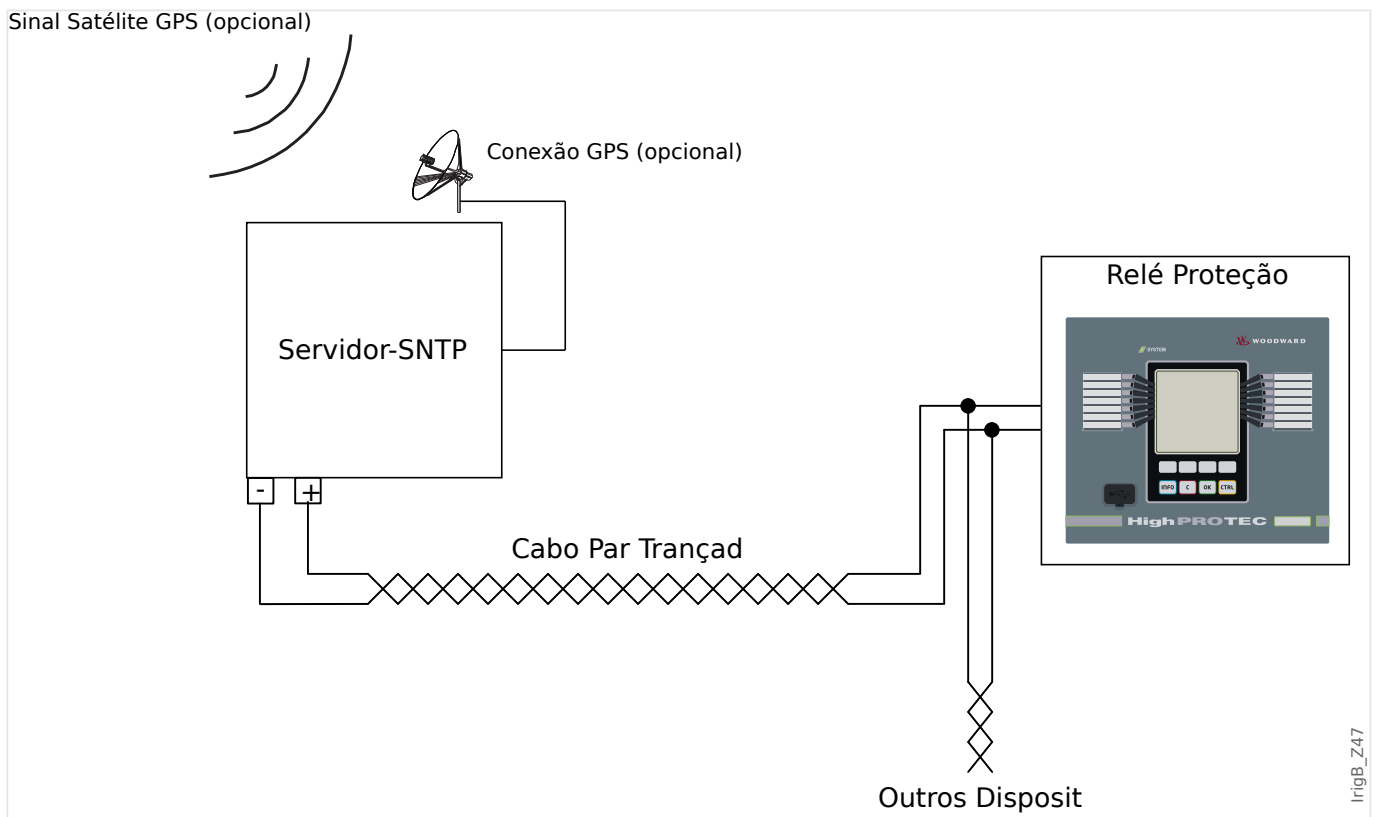 Sinal Satélite GPS (opcional)
Conexão GPS (opcional)
Servidor-SNTP
- +
Cabo Par Trançad
Relé Proteção
SYSTEM
WOODWARD
INFO C OK CTRL
HighPROTEC
Outros Disposit
IrigB_Z47